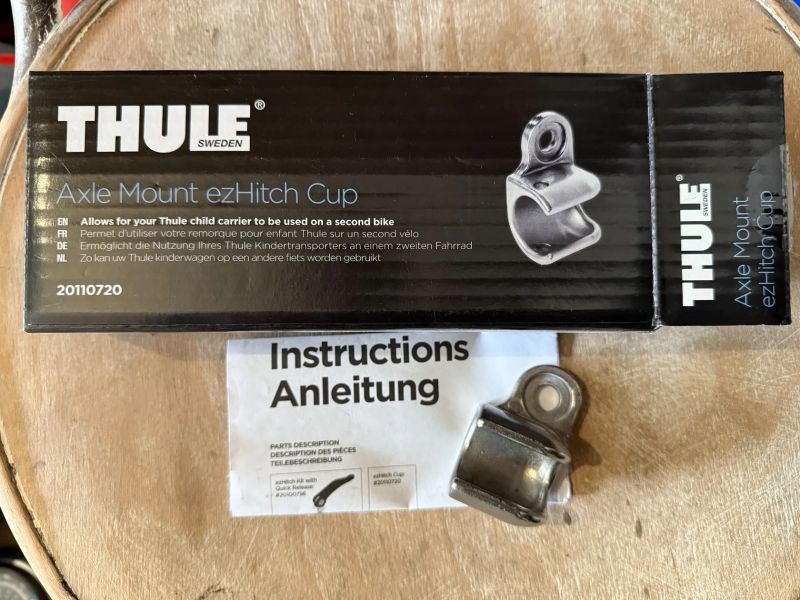 THULE®
SWEDEN
Axle Mount ezHitch Cup
EN Allows for your Thule child carrier to be used on a second bike
FR Permet d'utiliser votre remorque pour enfant Thule sur un second vélo
DE Ermöglicht die Nutzung Ihres Thule Kindertransporters an einem zweiten Fahrrad
NL Zo kan uw Thule kinderwagen op een andere fiets worden gebruikt
20110720
THULE®
SWEDEN
Axle Mount
ezHitch Cup
Instructions
Anleitung
PARTS DESCRIPTION
DESCRIPTION DES PIÈCES
TEILEBESCHREIBUNG
ezHitch Kit with
Quick Release
#20100796
ezHitch Cup
#20110720